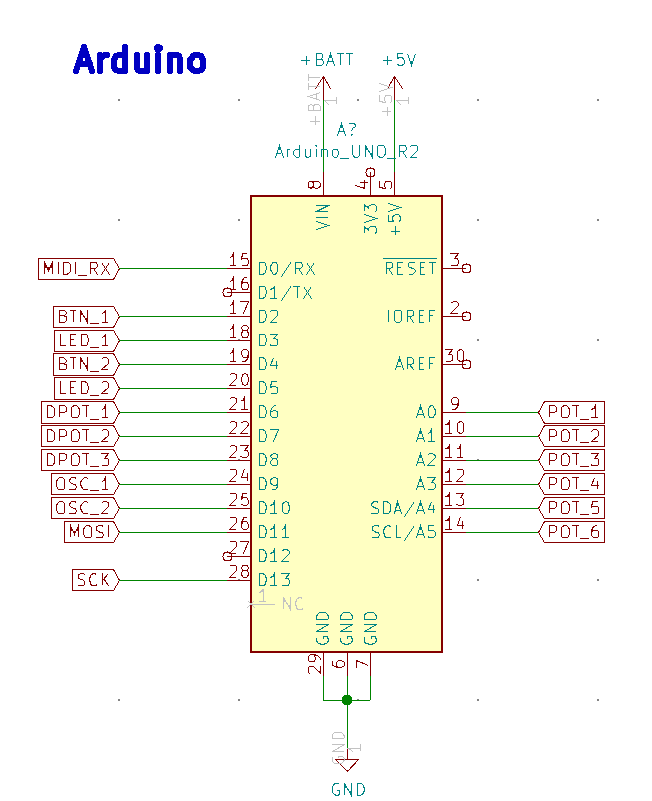 Arduino
+BATT
+5V
+BATT
1
+5V
1
A?
Arduino_UNO_R2
8
4
5
VIN
3V3
+5V
MIDI_RX
15
D0/RX
RESET
3
16
D1/TX
BTN_1
17
D2
IOREF
2
LED_1
18
D3
BTN_2
19
D4
AREF
30
LED_2
20
D5
DPOT_1
21
D6
A0
9
POT_1
DPOT_2
22
D7
A1
10
POT_2
DPOT_3
23
D8
A2
11
POT_3
OSC_1
24
D9
A3
12
POT_4
OSC_2
25
D10
SDA/A4
13
POT_5
MOSI
26
D11
SCL/A5
14
POT_6
27
D12
SCK
28
D13
1
NC
GND
GND
GND
29
6
7
GND
1
GND